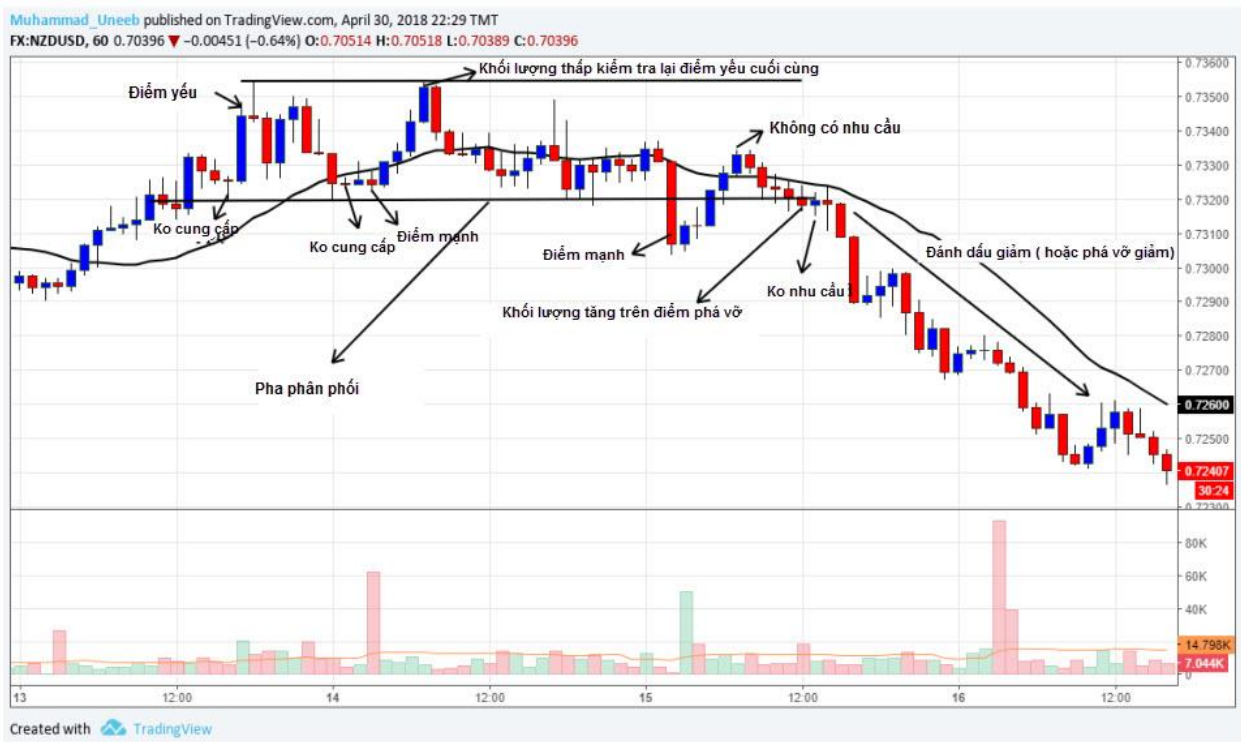 Muhammad_Uneeb published on TradingView.com, April 30, 2018 22:29 TMT
FX:NZDUSD, 60 0.70396 ▼ −0.00451 (−0.64%) O:0.70514 H:0.70518 L:0.70389 C:0.70396
Khối lượng thấp kiểm tra lại điểm yếu cuối cùng
Điểm yếu
Không có nhu cầu
Ko cung cấp
Ko cung cấp
Điểm mạnh
Điểm mạnh
Đánh dấu giảm ( hoặc phá vỡ giảm)
Ko nhu cầu
Khối lượng tăng trên điểm phá vỡ
Pha phân phối
0.73600
0.73500
0.73400
0.73300
0.73200
0.73100
0.73000
0.72900
0.72800
0.72700
0.72600
0.72500
0.72407
30:24
0.72300
80K
60K
40K
14.798K
7.044K
0
13 12:00 14 12:00 15 12:00 16 12:00
Created with TradingView